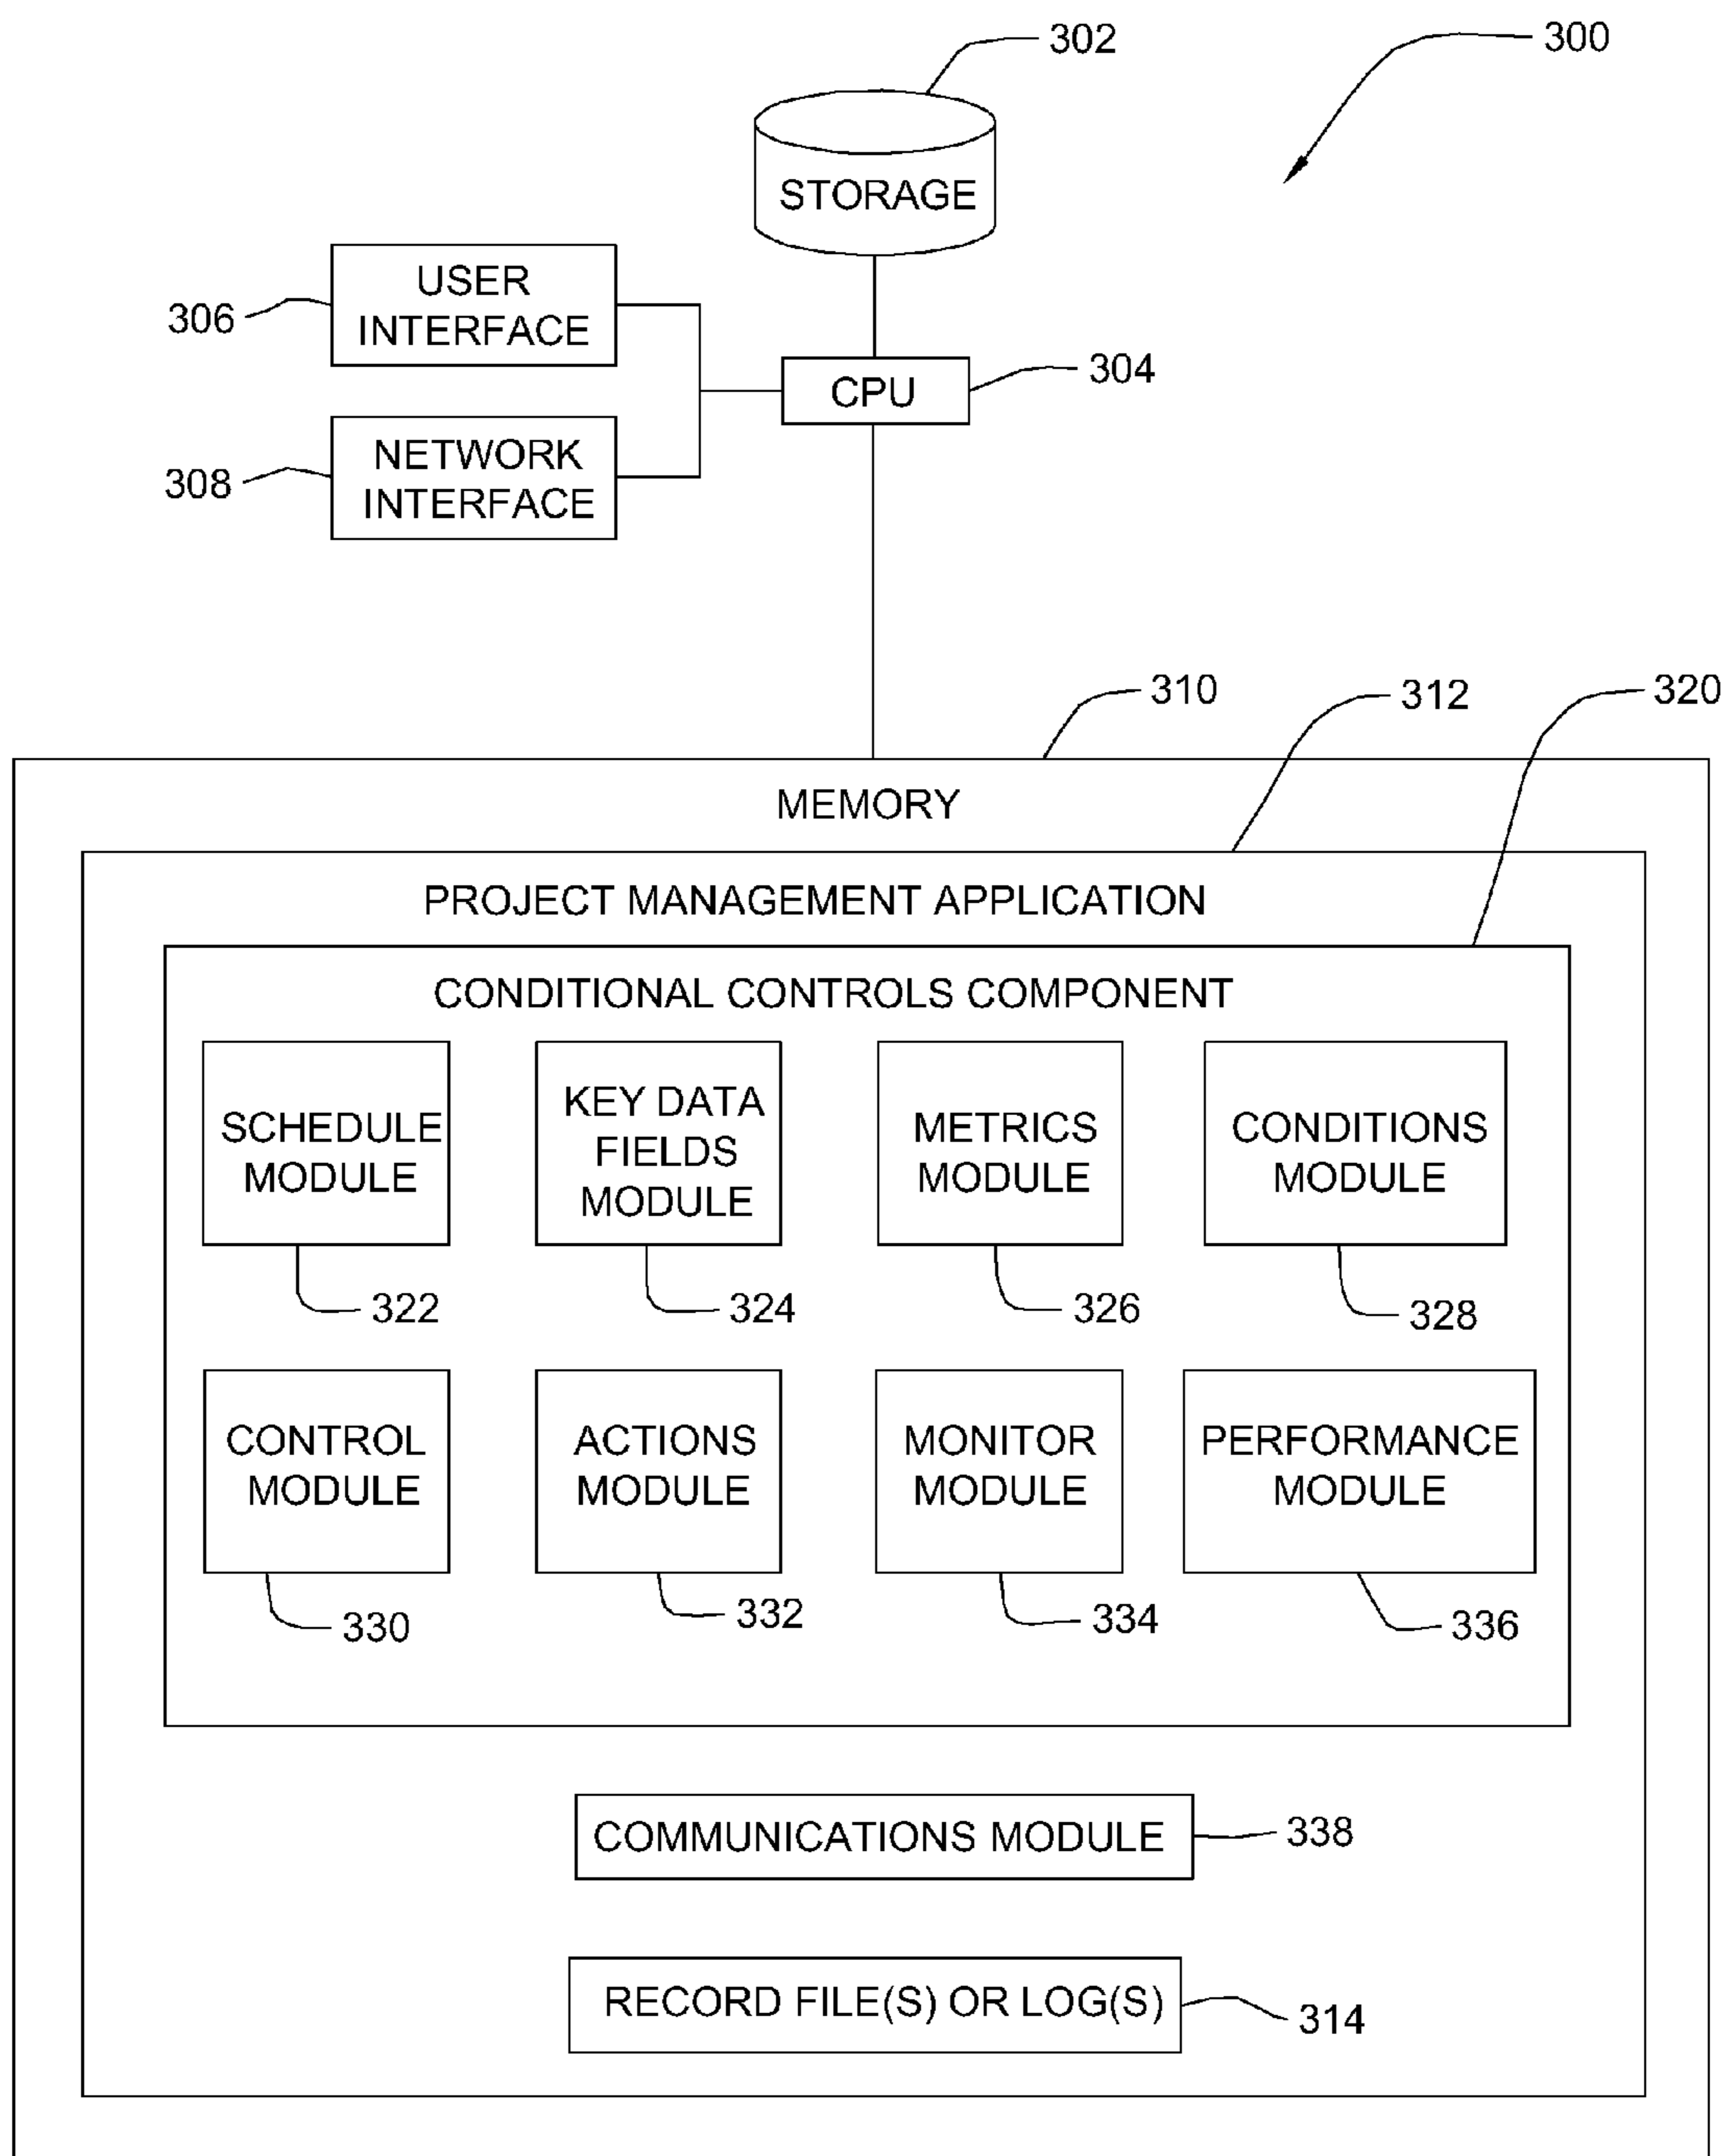 302
300
STORAGE
USER
INTERFACE
306
CPU
304
NETWORK
INTERFACE
308
310
312
320
MEMORY
PROJECT MANAGEMENT APPLICATION
CONDITIONAL CONTROLS COMPONENT
SCHEDULE
MODULE
KEY DATA
FIELDS
MODULE
METRICS
MODULE
CONDITIONS
MODULE
322
324
326
328
CONTROL
MODULE
ACTIONS
MODULE
MONITOR
MODULE
PERFORMANCE
MODULE
330
332
334
336
COMMUNICATIONS MODULE
338
RECORD FILE(S) OR LOG(S)
314